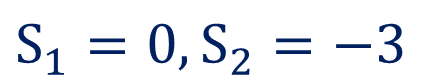 S₁ = 0, S₂ = −3